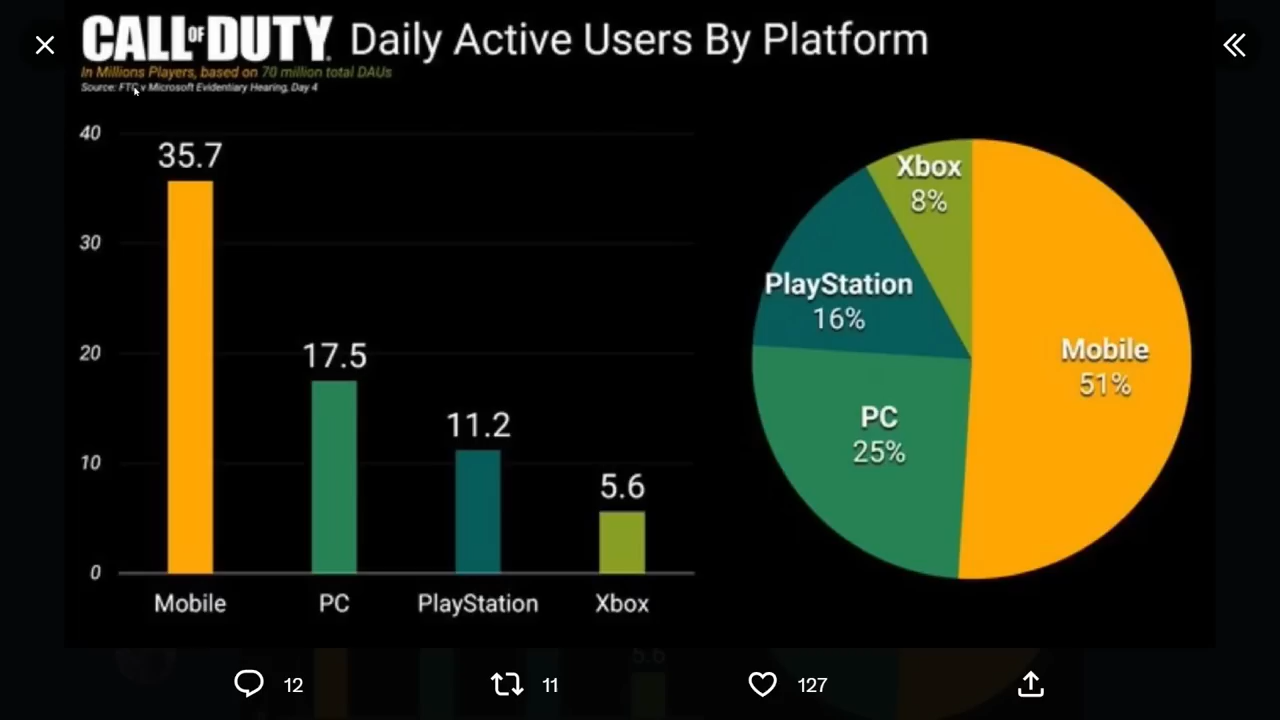 CALL OF DUTY. Daily Active Users By Platform
In Millions Players, based on 70 million total DAUs
Source: FTC v Microsoft Evidentiary Hearing, Day 4
40
30
20
10
0
35.7
17.5
11.2
5.6
Mobile
PC
PlayStation
Xbox
Xbox
8%
PlayStation
16%
Mobile
51%
PC
25%
5.6
12
11
127